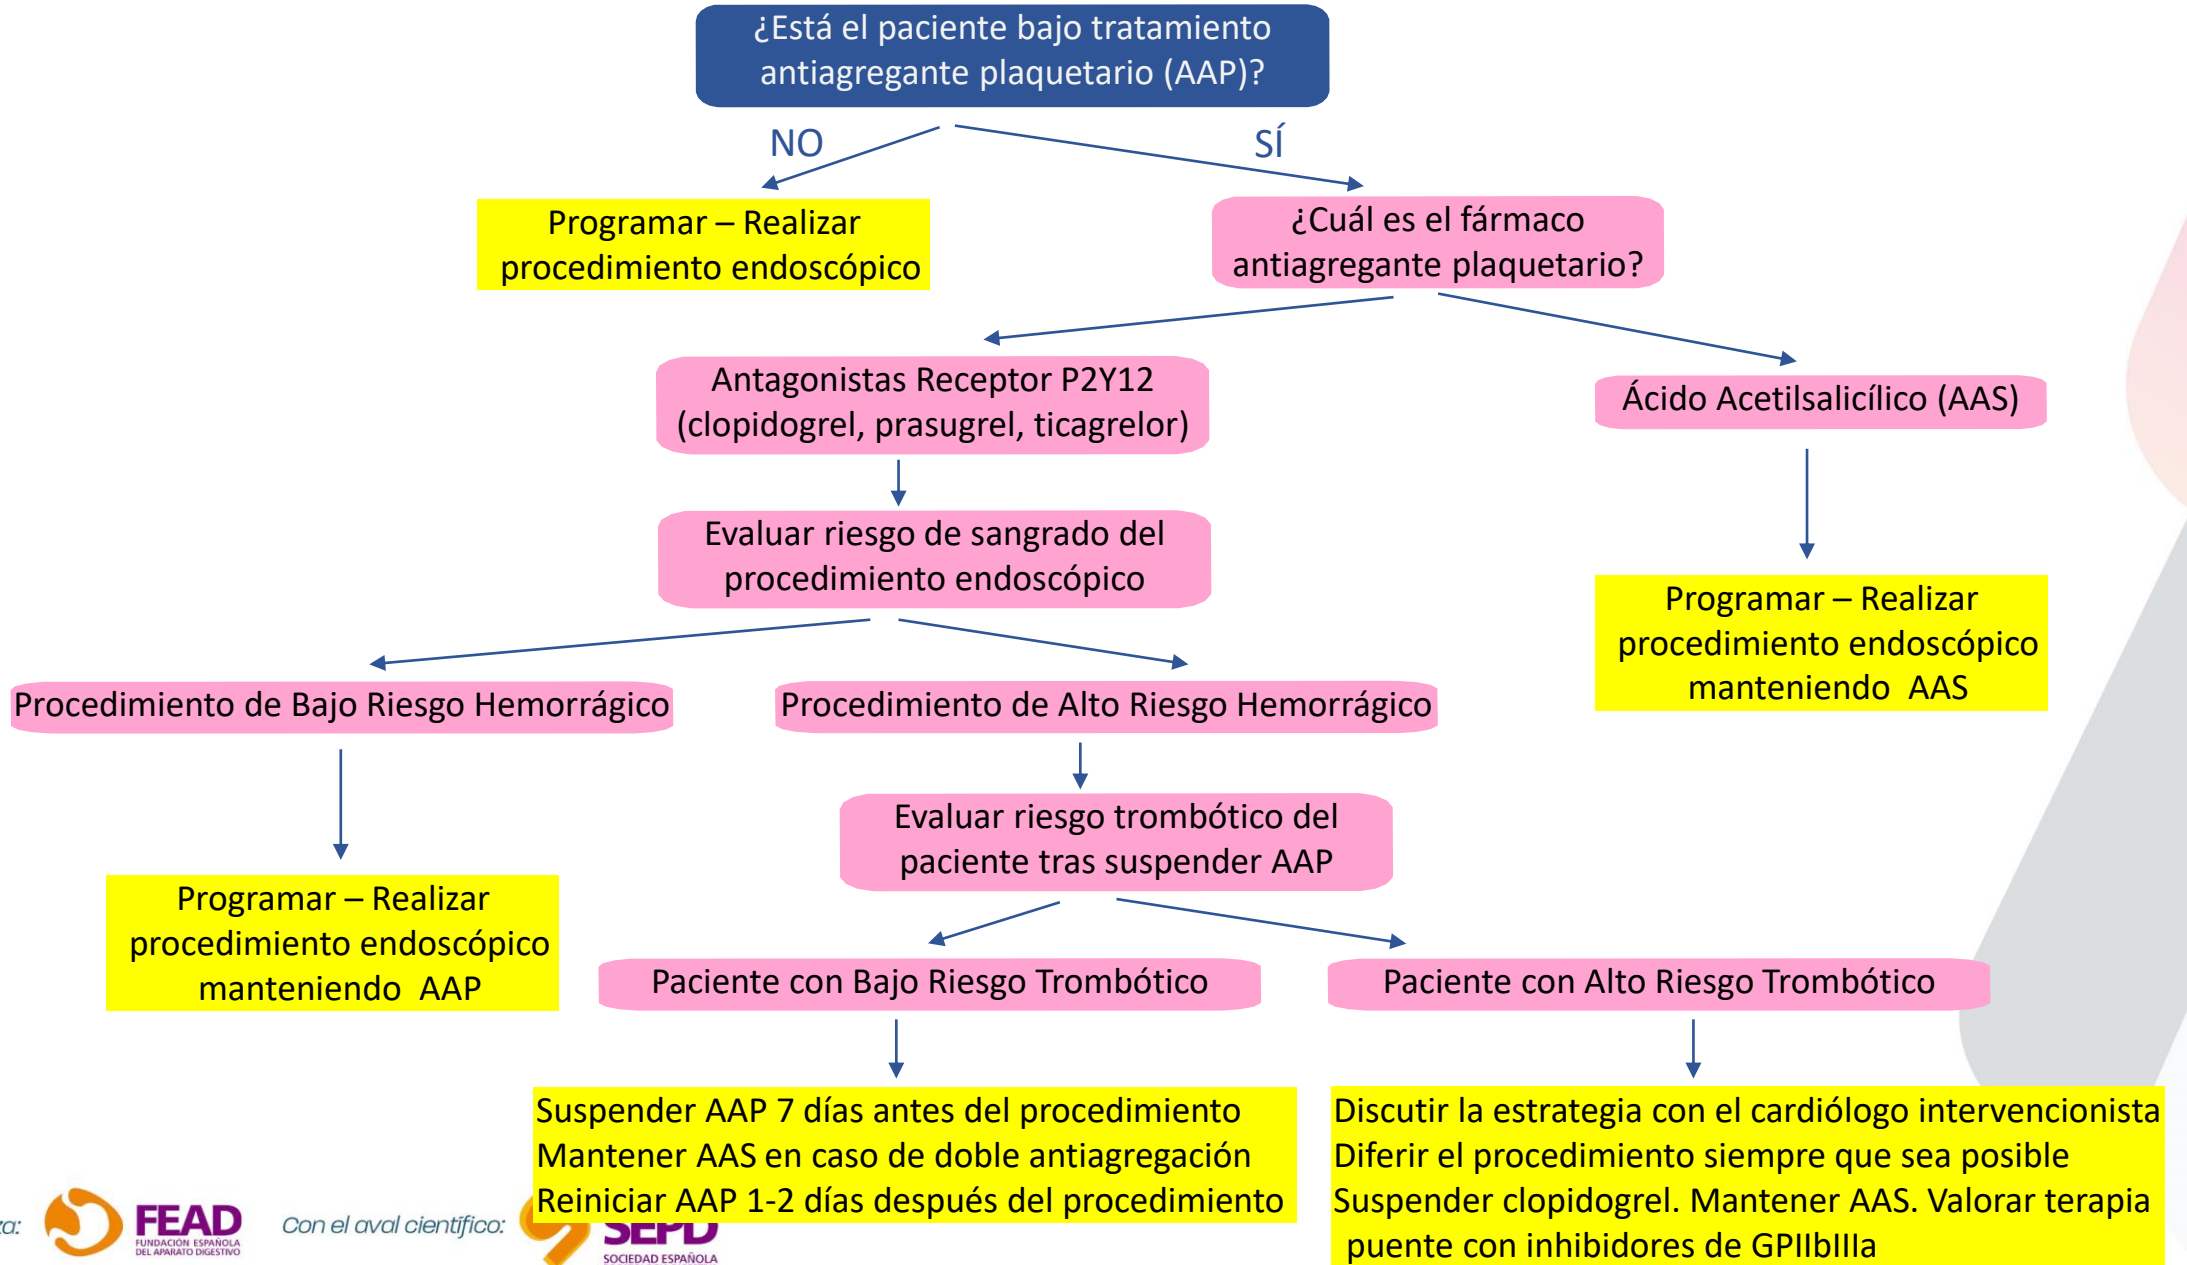 ¿Está el paciente bajo tratamiento
antiagregante plaquetario (AAP)?
NO
SÍ
Programar – Realizar
procedimiento endoscópico
¿Cuál es el fármaco
antiagregante plaquetario?
Antagonistas Receptor P2Y12
(clopidogrel, prasugrel, ticagrelor)
Ácido Acetilsalicílico (AAS)
Evaluar riesgo de sangrado del
procedimiento endoscópico
Programar – Realizar
procedimiento endoscópico
manteniendo AAS
Procedimiento de Bajo Riesgo Hemorrágico
Procedimiento de Alto Riesgo Hemorrágico
Evaluar riesgo trombótico del
paciente tras suspender AAP
Programar – Realizar
procedimiento endoscópico
manteniendo AAP
Paciente con Bajo Riesgo Trombótico
Paciente con Alto Riesgo Trombótico
Suspender AAP 7 días antes del procedimiento
Mantener AAS en caso de doble antiagregación
Reiniciar AAP 1-2 días después del procedimiento
Discutir la estrategia con el cardiólogo intervencionista
Diferir el procedimiento siempre que sea posible
Suspender clopidogrel. Mantener AAS. Valorar terapia
puente con inhibidores de GPIIbIIIa
FEAD
FUNDACIÓN ESPAÑOLA
DEL APARATO DIGESTIVO
Con el aval científico:
SEPD
SOCIEDAD ESPAÑOLA